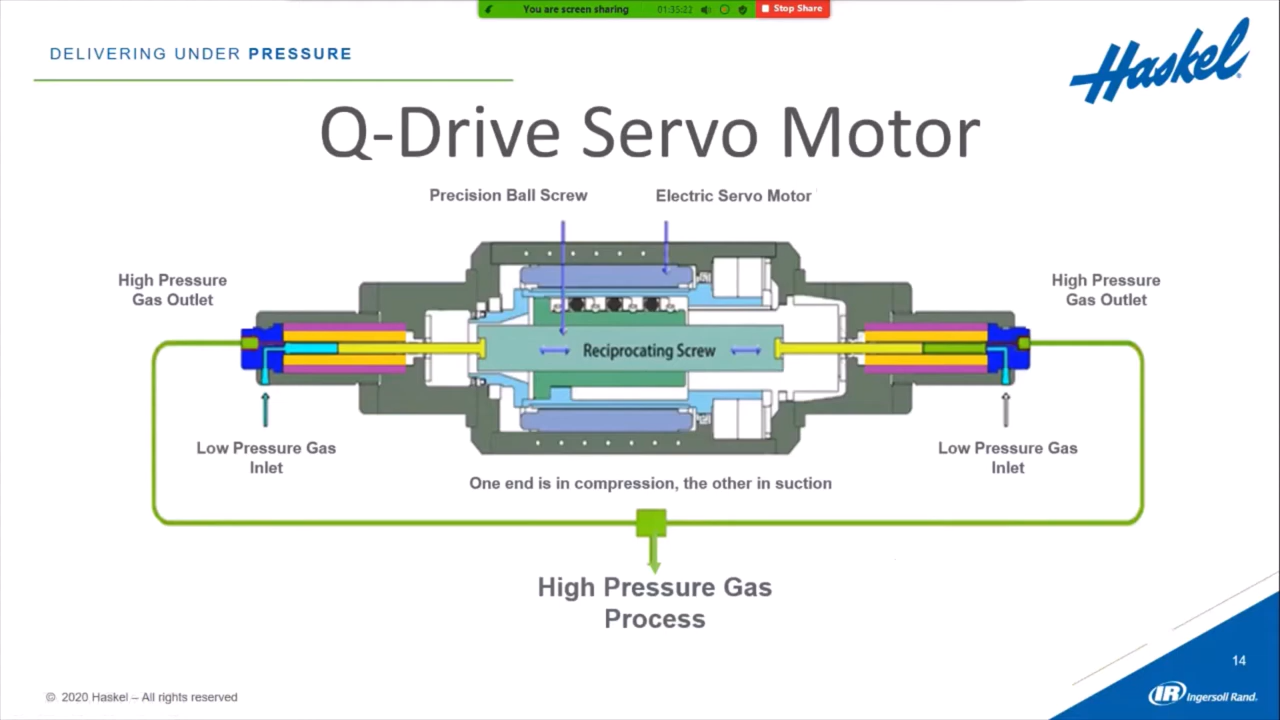 You are screen sharing 01:35:22 Stop Share
DELIVERING UNDER PRESSURE
Haskel
Q-Drive Servo Motor
Precision Ball Screw
Electric Servo Motor
High Pressure
Gas Outlet
High Pressure
Gas Outlet
Reciprocating Screw
Low Pressure Gas
Inlet
Low Pressure Gas
Inlet
One end is in compression, the other in suction
High Pressure Gas
Process
14
© 2020 Haskel – All rights reserved
IR Ingersoll Rand.